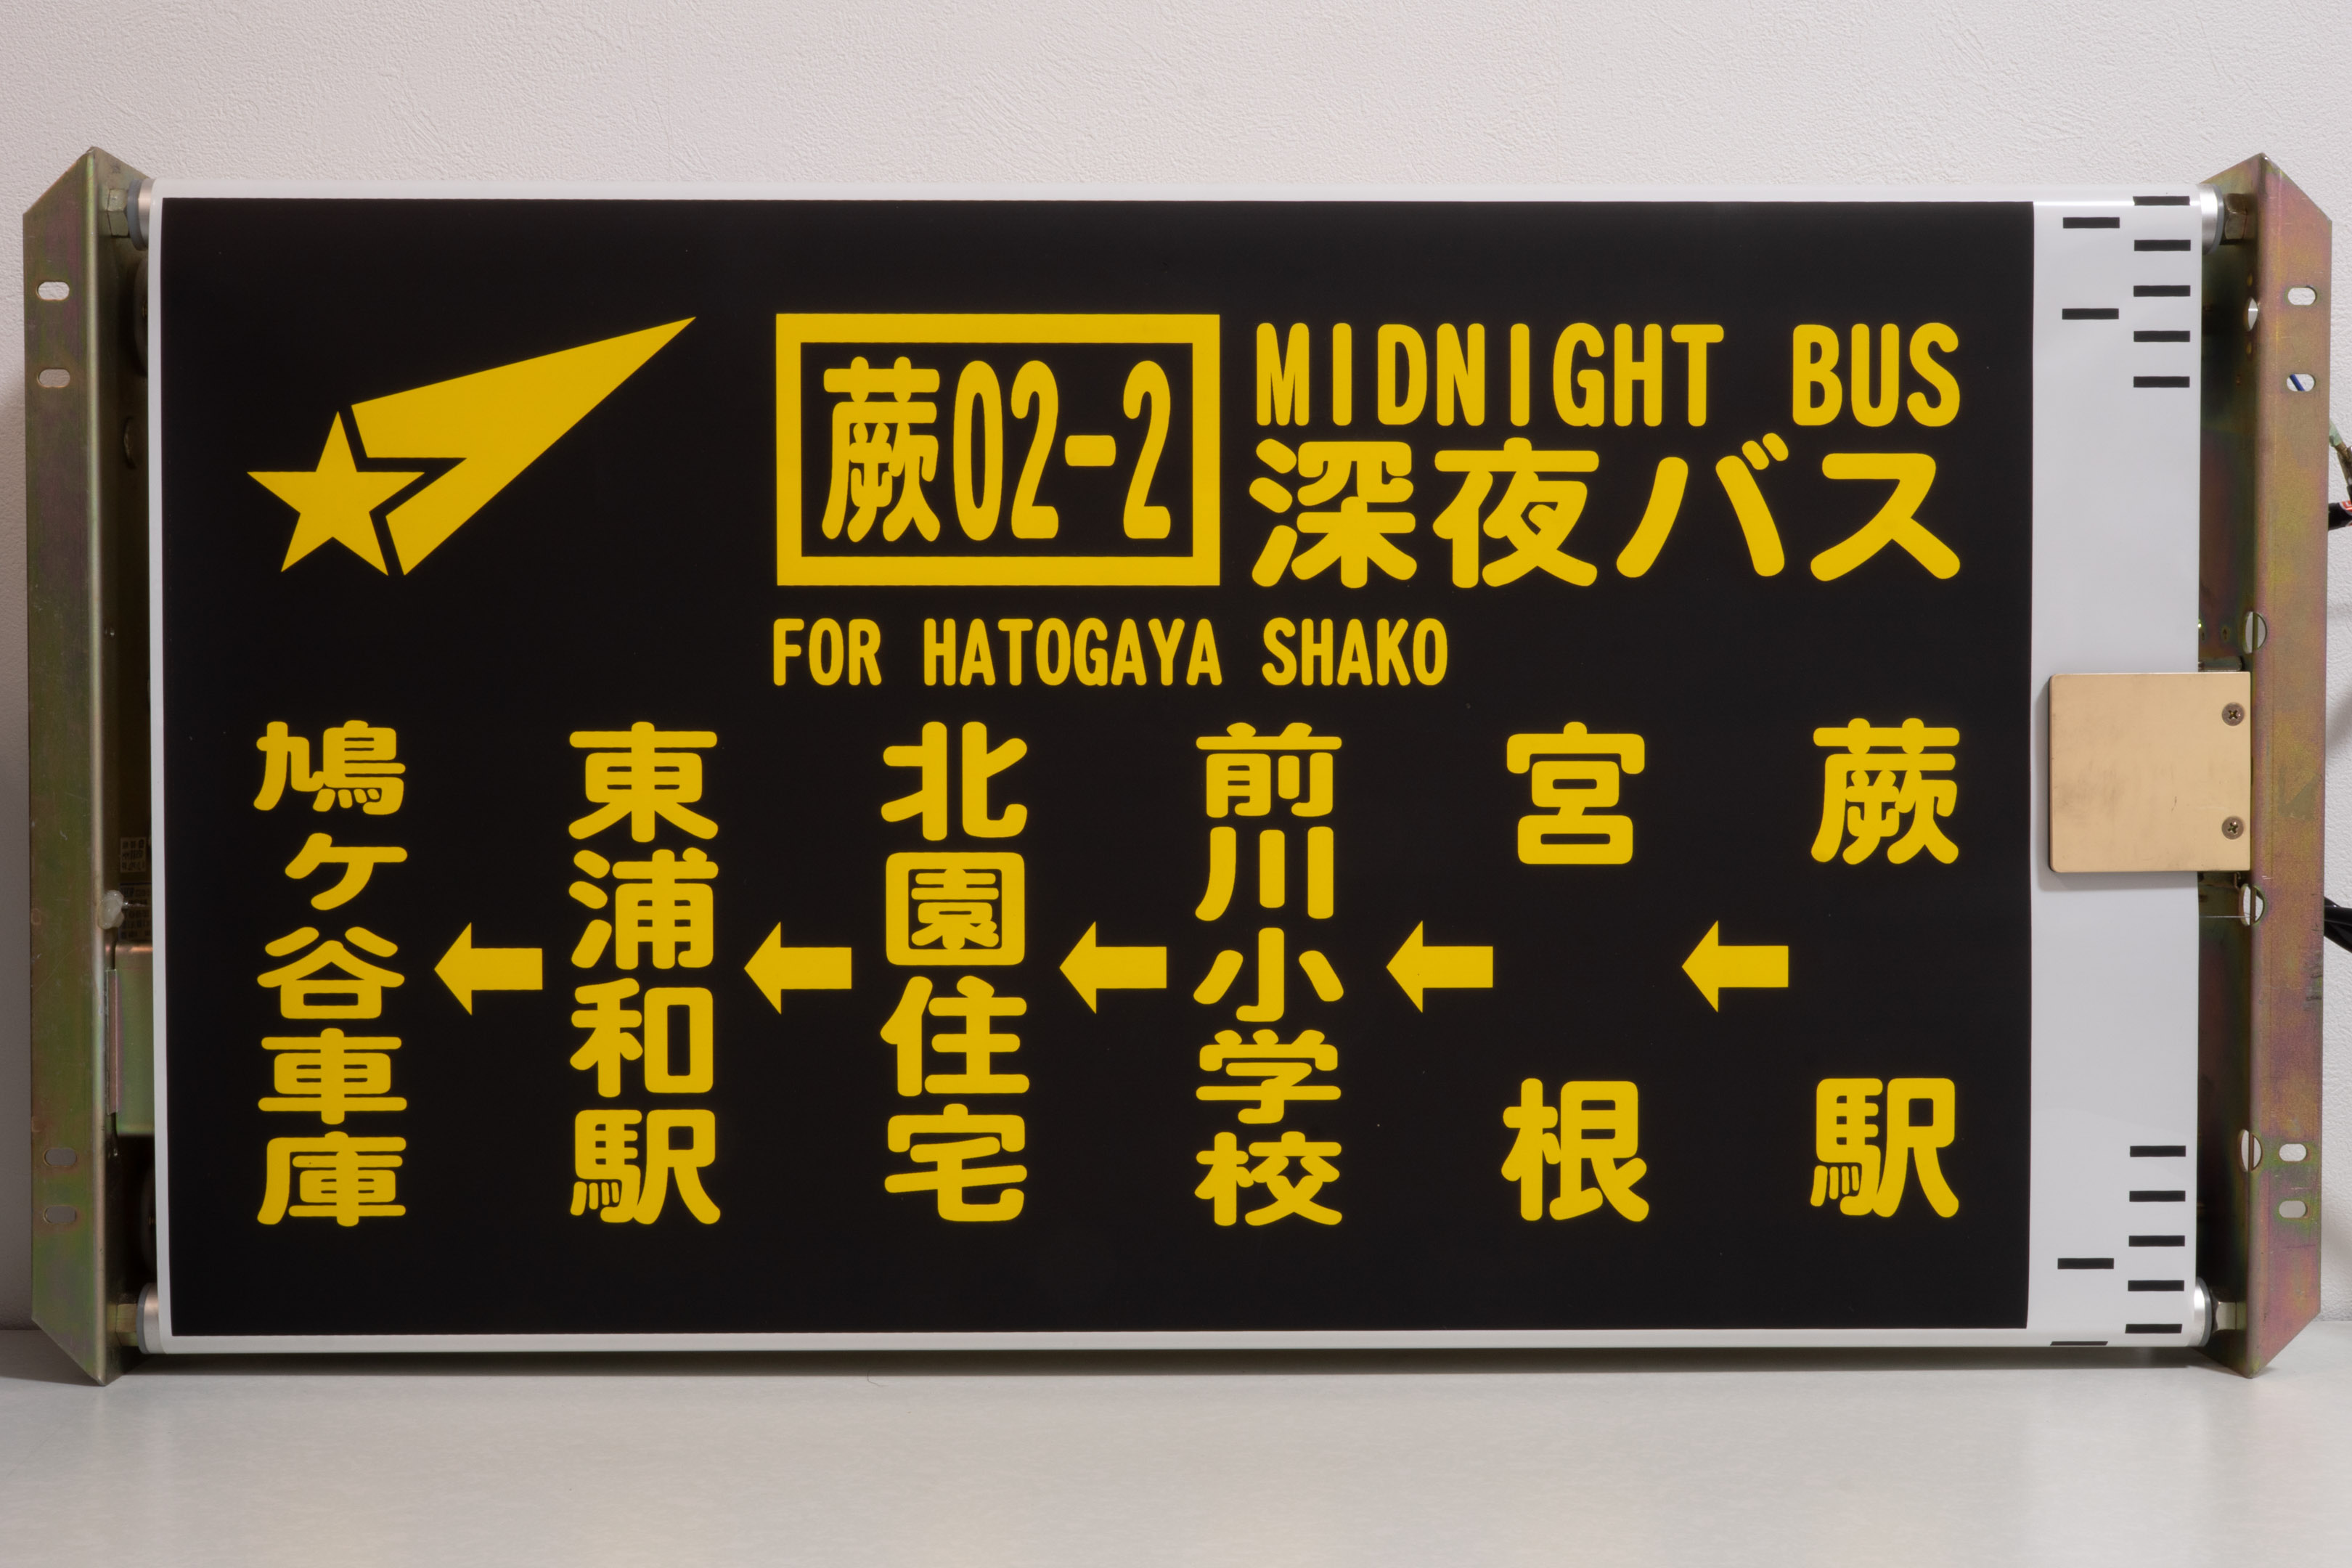 蕨02-2
MIDNIGHT BUS
深夜バス
FOR HATOGAYA SHAKO
蕨駅
宮根
前川小学校
北園住宅
東浦和駅
鳩ヶ谷車庫